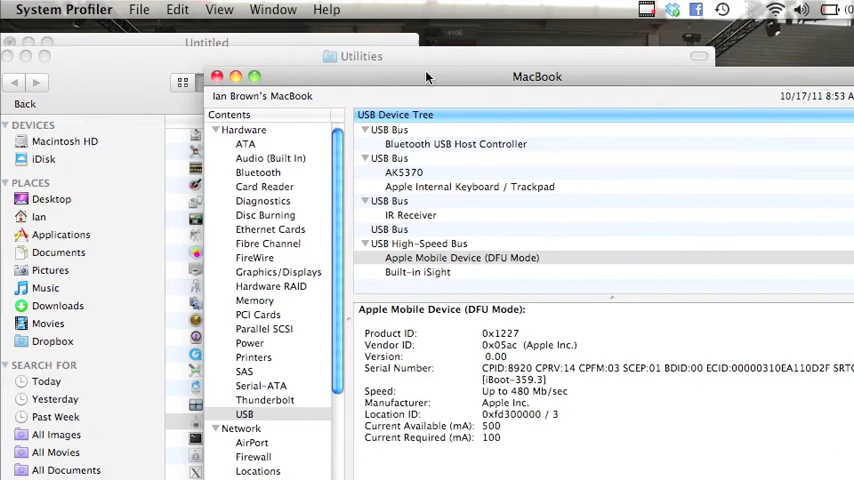 System Profiler File Edit View Window Help (0
Untitled
Utilities
MacBook
Back
Ian Brown's MacBook 10/17/11 8:53 A
DEVICES
Macintosh HD
iDisk
PLACES
Desktop
Ian
Applications
Documents
Pictures
Music
Downloads
Movies
Dropbox
SEARCH FOR
Today
Yesterday
Past Week
All Images
All Movies
All Documents
Contents
Hardware
ATA
Audio (Built In)
Bluetooth
Card Reader
Diagnostics
Disc Burning
Ethernet Cards
Fibre Channel
FireWire
Graphics/Displays
Hardware RAID
Memory
PCI Cards
Parallel SCSI
Power
Printers
SAS
Serial-ATA
Thunderbolt
USB
Network
AirPort
Firewall
Locations
USB Device Tree
USB Bus
Bluetooth USB Host Controller
USB Bus
AK5370
Apple Internal Keyboard / Trackpad
USB Bus
IR Receiver
USB Bus
USB High-Speed Bus
Apple Mobile Device (DFU Mode)
Built-in iSight
Apple Mobile Device (DFU Mode):
Product ID: 0x1227
Vendor ID: 0x05ac (Apple Inc.)
Version: 0.00
Serial Number: CPID:8920 CPRV:14 CPFM:03 SCEP:01 BDID:00 ECID:00000310EA110D2F SRTC
[iBoot-359.3]
Speed: Up to 480 Mb/sec
Manufacturer: Apple Inc.
Location ID: 0xfd300000 / 3
Current Available (mA): 500
Current Required (mA): 100